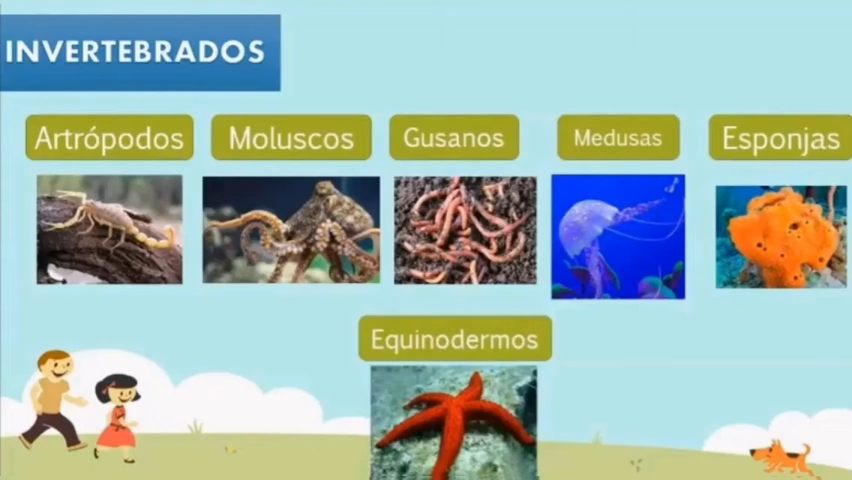 INVERTEBRADOS
Artrópodos
Moluscos
Gusanos
Medusas
Esponjas
Equinodermos